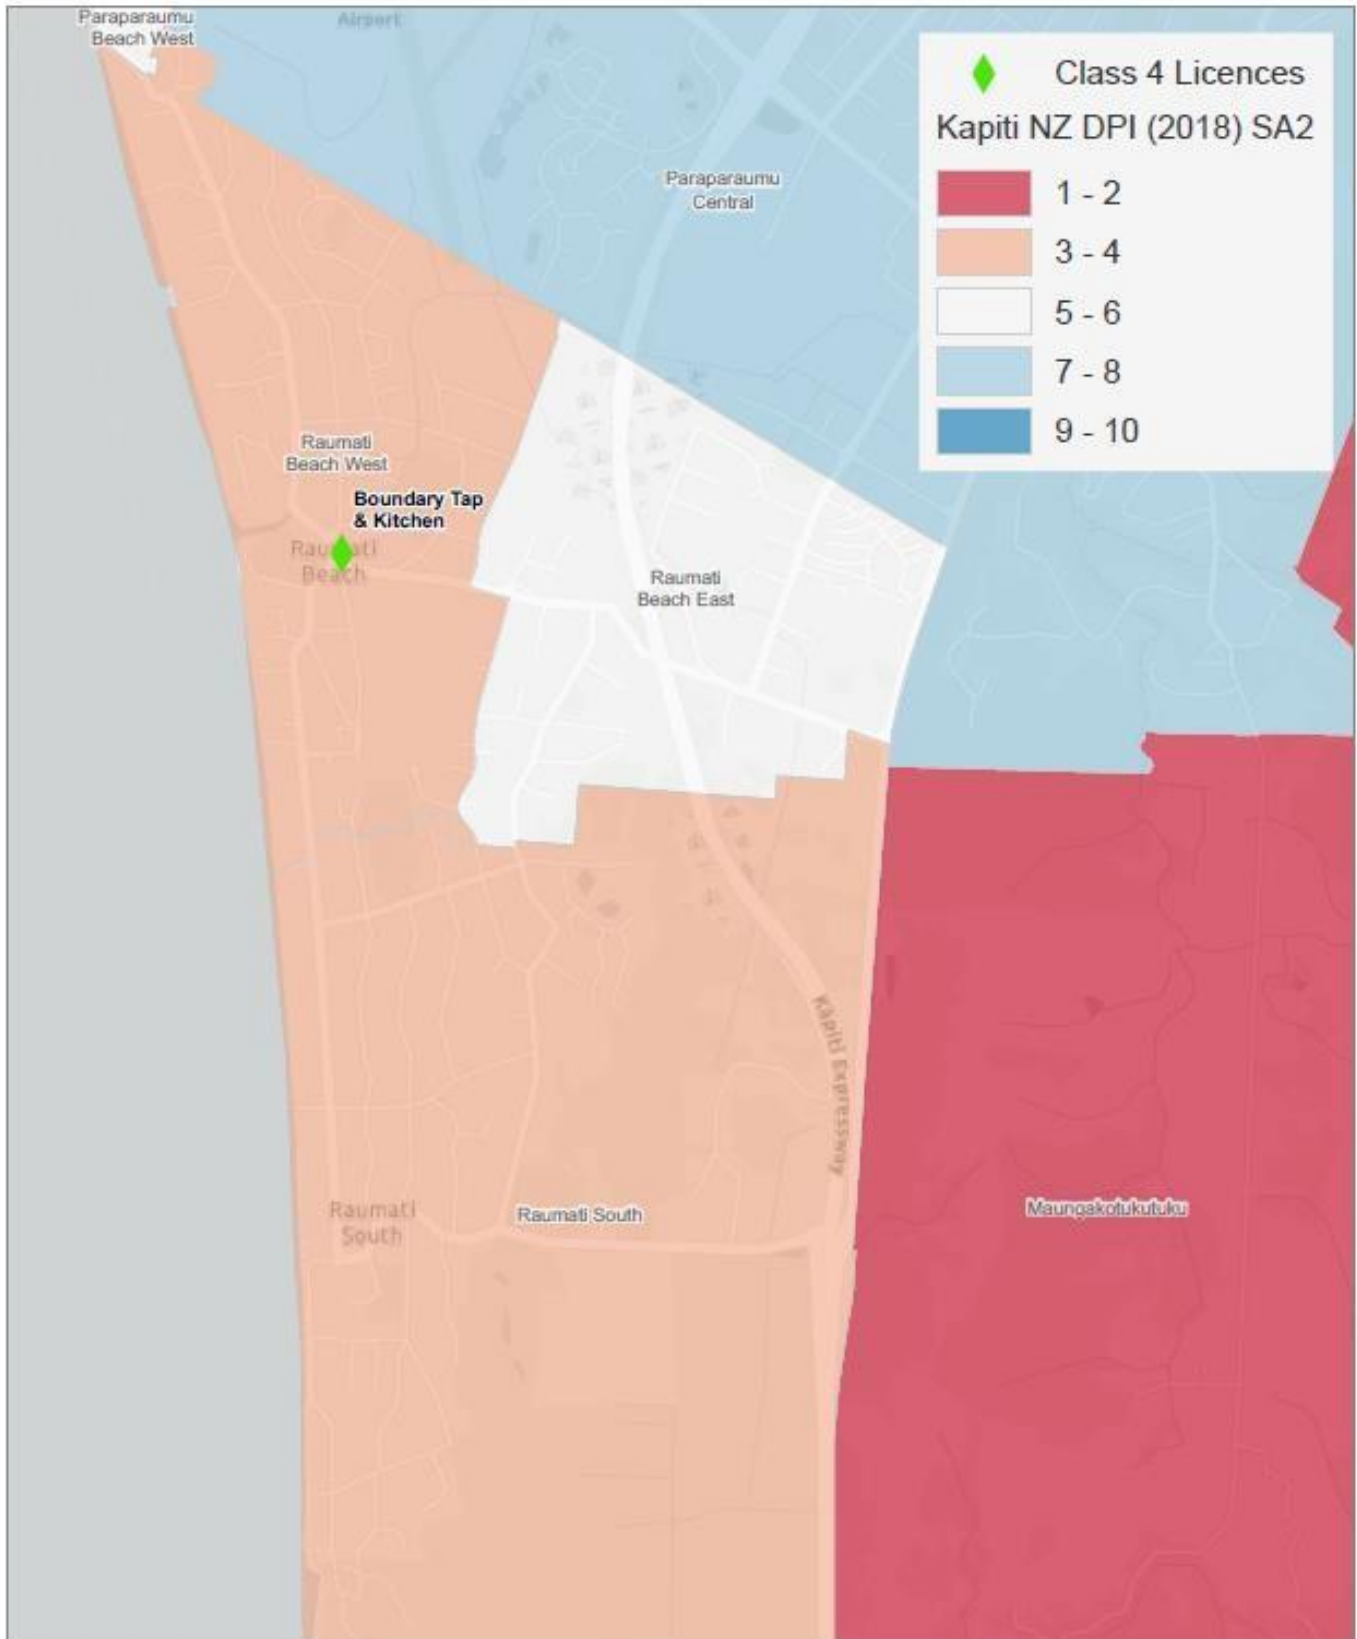 Paraparaumu
Beach West
Airport
Class 4 Licences
Kapiti NZ DPI (2018) SA2
1 - 2
3 - 4
5 - 6
7 - 8
9 - 10
Paraparaumu
Central
Raumati
Beach West
Boundary Tap
& Kitchen
Raumati
Beach
Raumati
Beach East
Kāpiti Expressway
Raumati
South
Raumati South
Maungakotukutuku